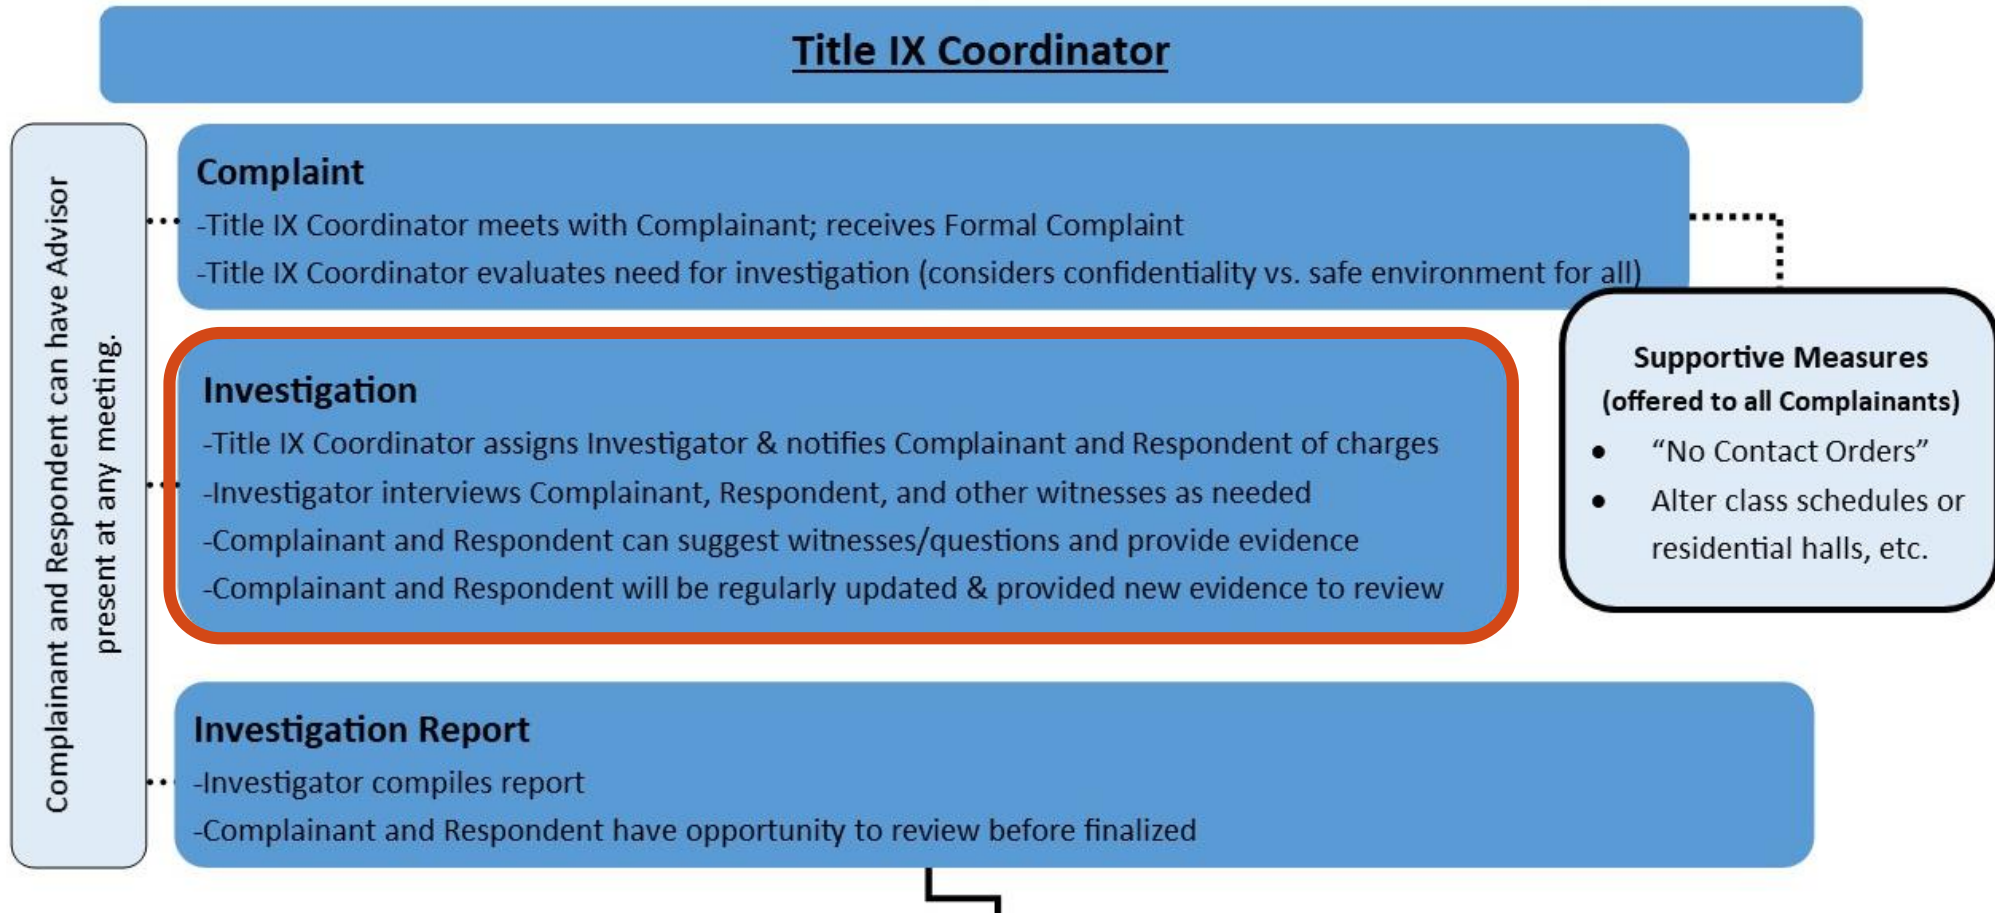 Title IX Coordinator
Complainant and Respondent can have Advisor
present at any meeting.
Complaint
-Title IX Coordinator meets with Complainant; receives Formal Complaint
-Title IX Coordinator evaluates need for investigation (considers confidentiality vs. safe environment for all)
Investigation
-Title IX Coordinator assigns Investigator & notifies Complainant and Respondent of charges
-Investigator interviews Complainant, Respondent, and other witnesses as needed
-Complainant and Respondent can suggest witnesses/questions and provide evidence
-Complainant and Respondent will be regularly updated & provided new evidence to review
Supportive Measures
(offered to all Complainants)
• “No Contact Orders”
• Alter class schedules or
residential halls, etc.
Investigation Report
-Investigator compiles report
-Complainant and Respondent have opportunity to review before finalized